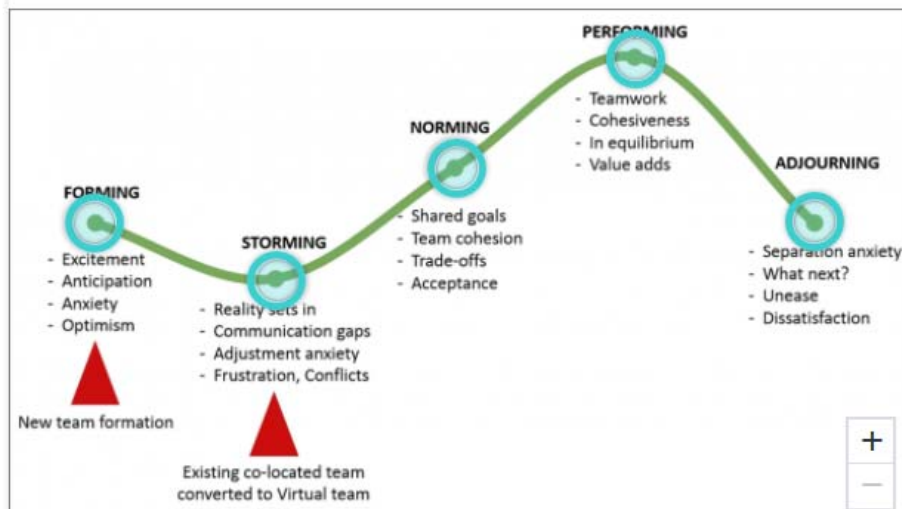 FORMING
- Excitement
- Anticipation
- Anxiety
- Optimism
New team formation
STORMING
- Reality sets in
- Communication gaps
- Adjustment anxiety
- Frustration, Conflicts
Existing co-located team
converted to Virtual team
NORMING
- Shared goals
- Team cohesion
- Trade-offs
- Acceptance
PERFORMING
- Teamwork
- Cohesiveness
- In equilibrium
- Value adds
ADJOURNING
- Separation anxiety
- What next?
- Unease
- Dissatisfaction
+
−